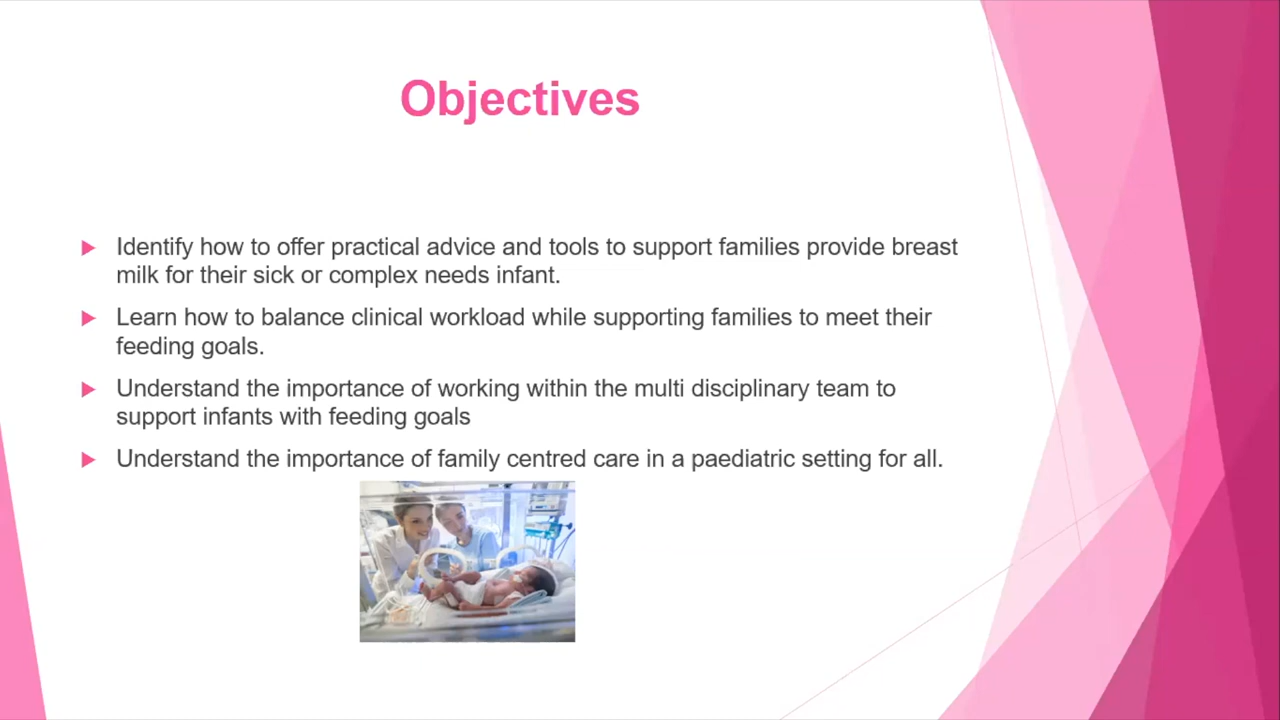 Objectives
Identify how to offer practical advice and tools to support families provide breast
milk for their sick or complex needs infant.
Learn how to balance clinical workload while supporting families to meet their
feeding goals.
Understand the importance of working within the multi disciplinary team to
support infants with feeding goals
Understand the importance of family centred care in a paediatric setting for all.